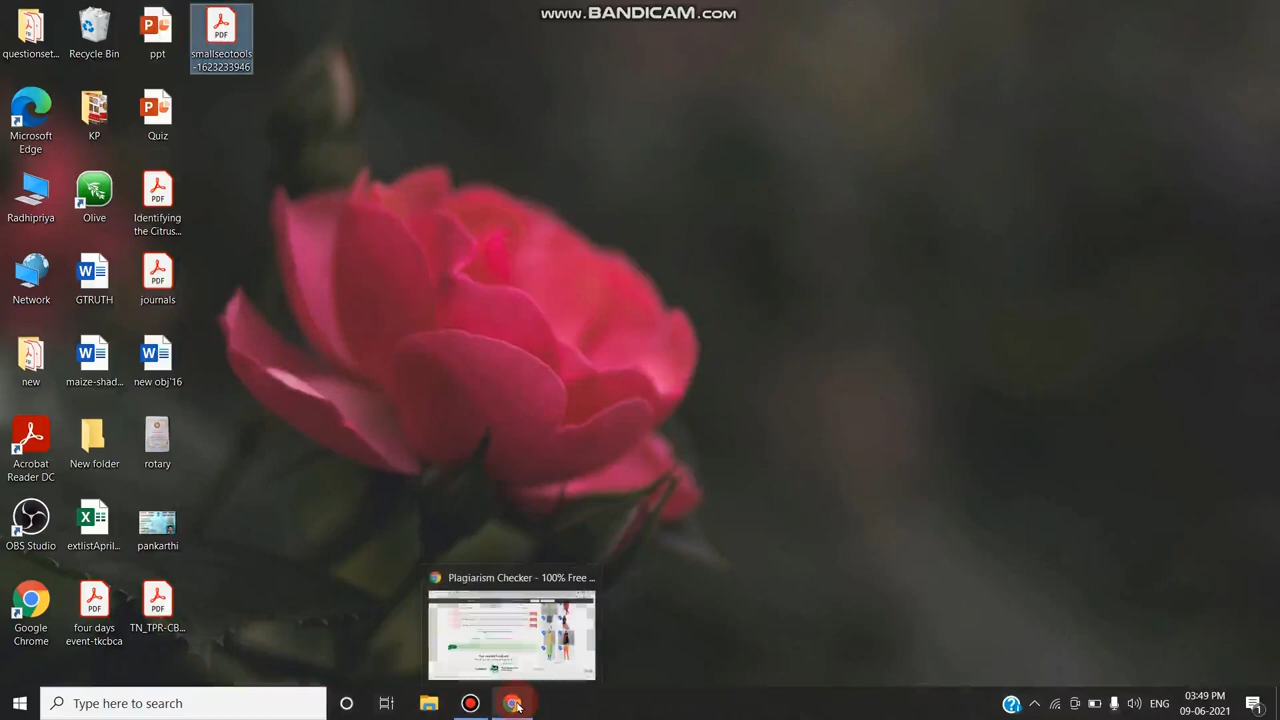 www.BANDICAM.com
questionset...
Recycle Bin
ppt
smallseotools
-1623233946
Microsoft
Edge
KP
Quiz
Radhipriya
Olive
Identifying
the Citrus...
Network
GTRUTH
journals
new
maize-shad...
new obj'16
Acrobat
Reader DC
New folder
rotary
OBS Studio
extlistApril...
pankarthi
Google
Chrome
four days
event-tkcbca
TN_TPR-CB...
Plagiarism Checker - 100% Free ...
Type here to search
ENG
03:49 PM
09-06-2021